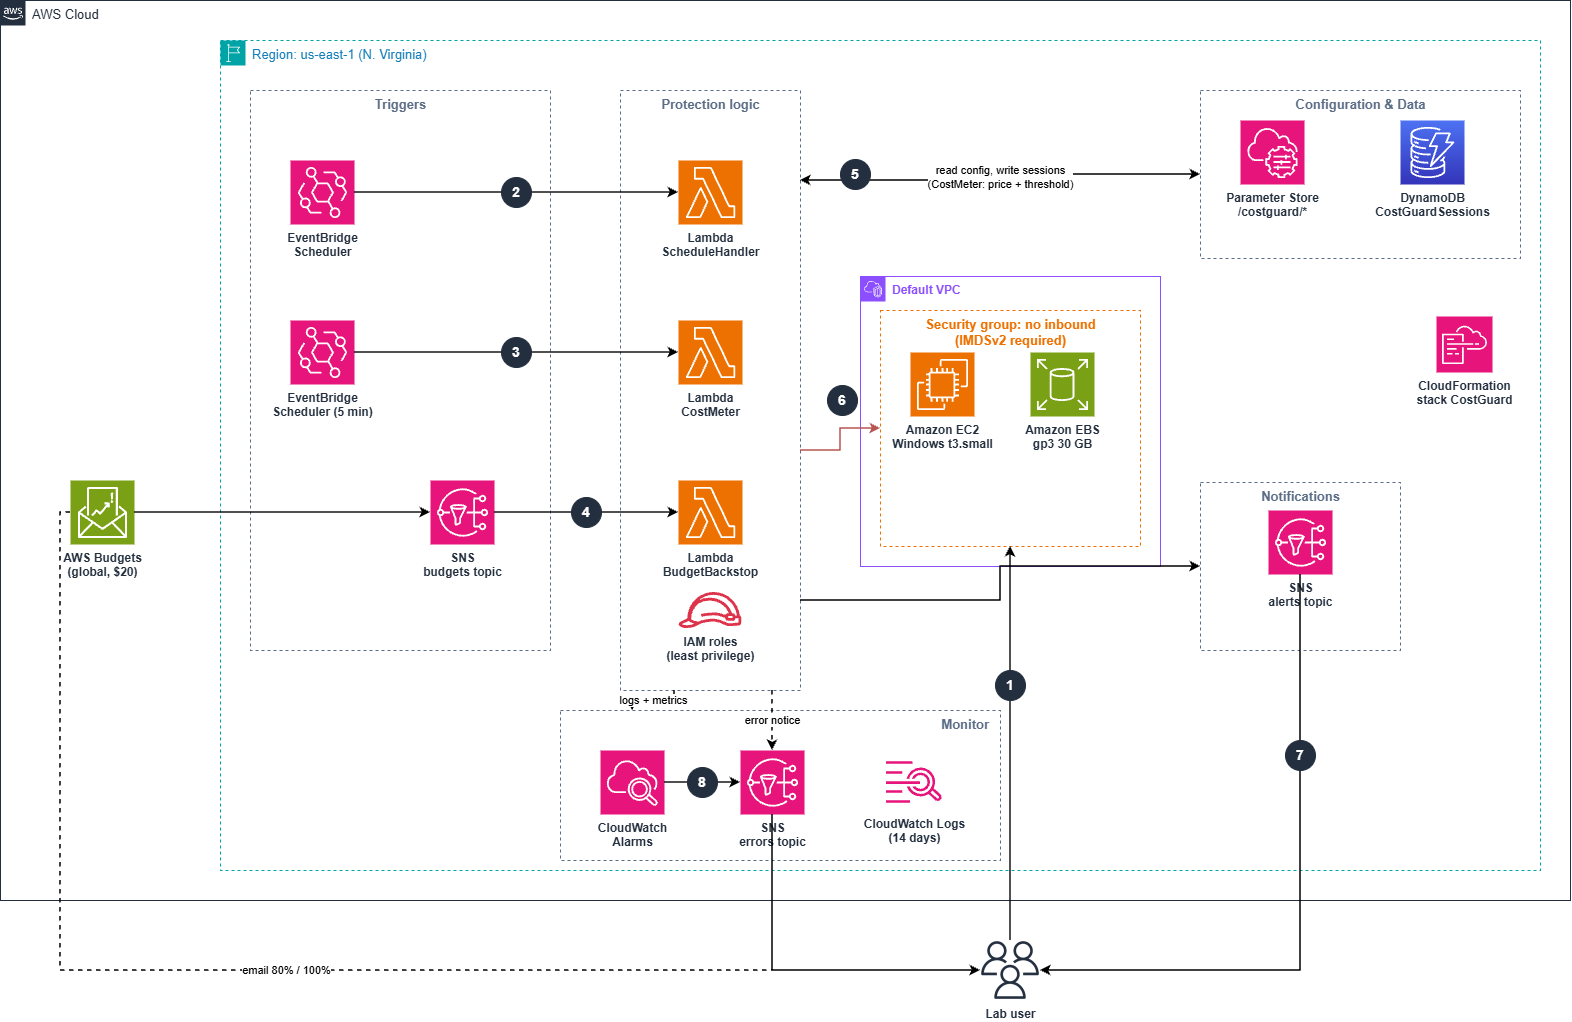 aws
AWS Cloud
Region: us-east-1 (N. Virginia)
Triggers
Protection logic
Configuration & Data
EventBridge
Scheduler
2
Lambda
ScheduleHandler
5
read config, write sessions
(CostMeter: price + threshold)
Parameter Store
/costguard/*
DynamoDB
CostGuardSessions
EventBridge
Scheduler (5 min)
3
Lambda
CostMeter
6
Default VPC
Security group: no inbound
(IMDSv2 required)
Amazon EC2
Windows t3.small
Amazon EBS
gp3 30 GB
CloudFormation
stack CostGuard
AWS Budgets
(global, $20)
SNS
budgets topic
4
Lambda
BudgetBackstop
IAM roles
(least privilege)
Notifications
SNS
alerts topic
1
7
logs + metrics
error notice
Monitor
CloudWatch
Alarms
8
SNS
errors topic
CloudWatch Logs
(14 days)
email 80% / 100%
Lab user